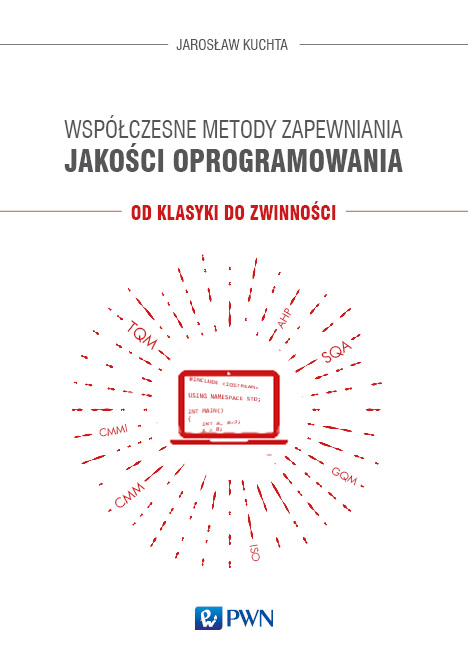 JAROSŁAW KUCHTA
WSPÓŁCZESNE METODY ZAPEWNIANIA
JAKOŚCI OPROGRAMOWANIA
OD KLASYKI DO ZWINNOŚCI
AHP
TQM
SQA
#INCLUDE <IOSTREAM>
USING NAMESPACE STD;
INT MAIN()
{
CMMI
GQM
CMM
ISO
PWN